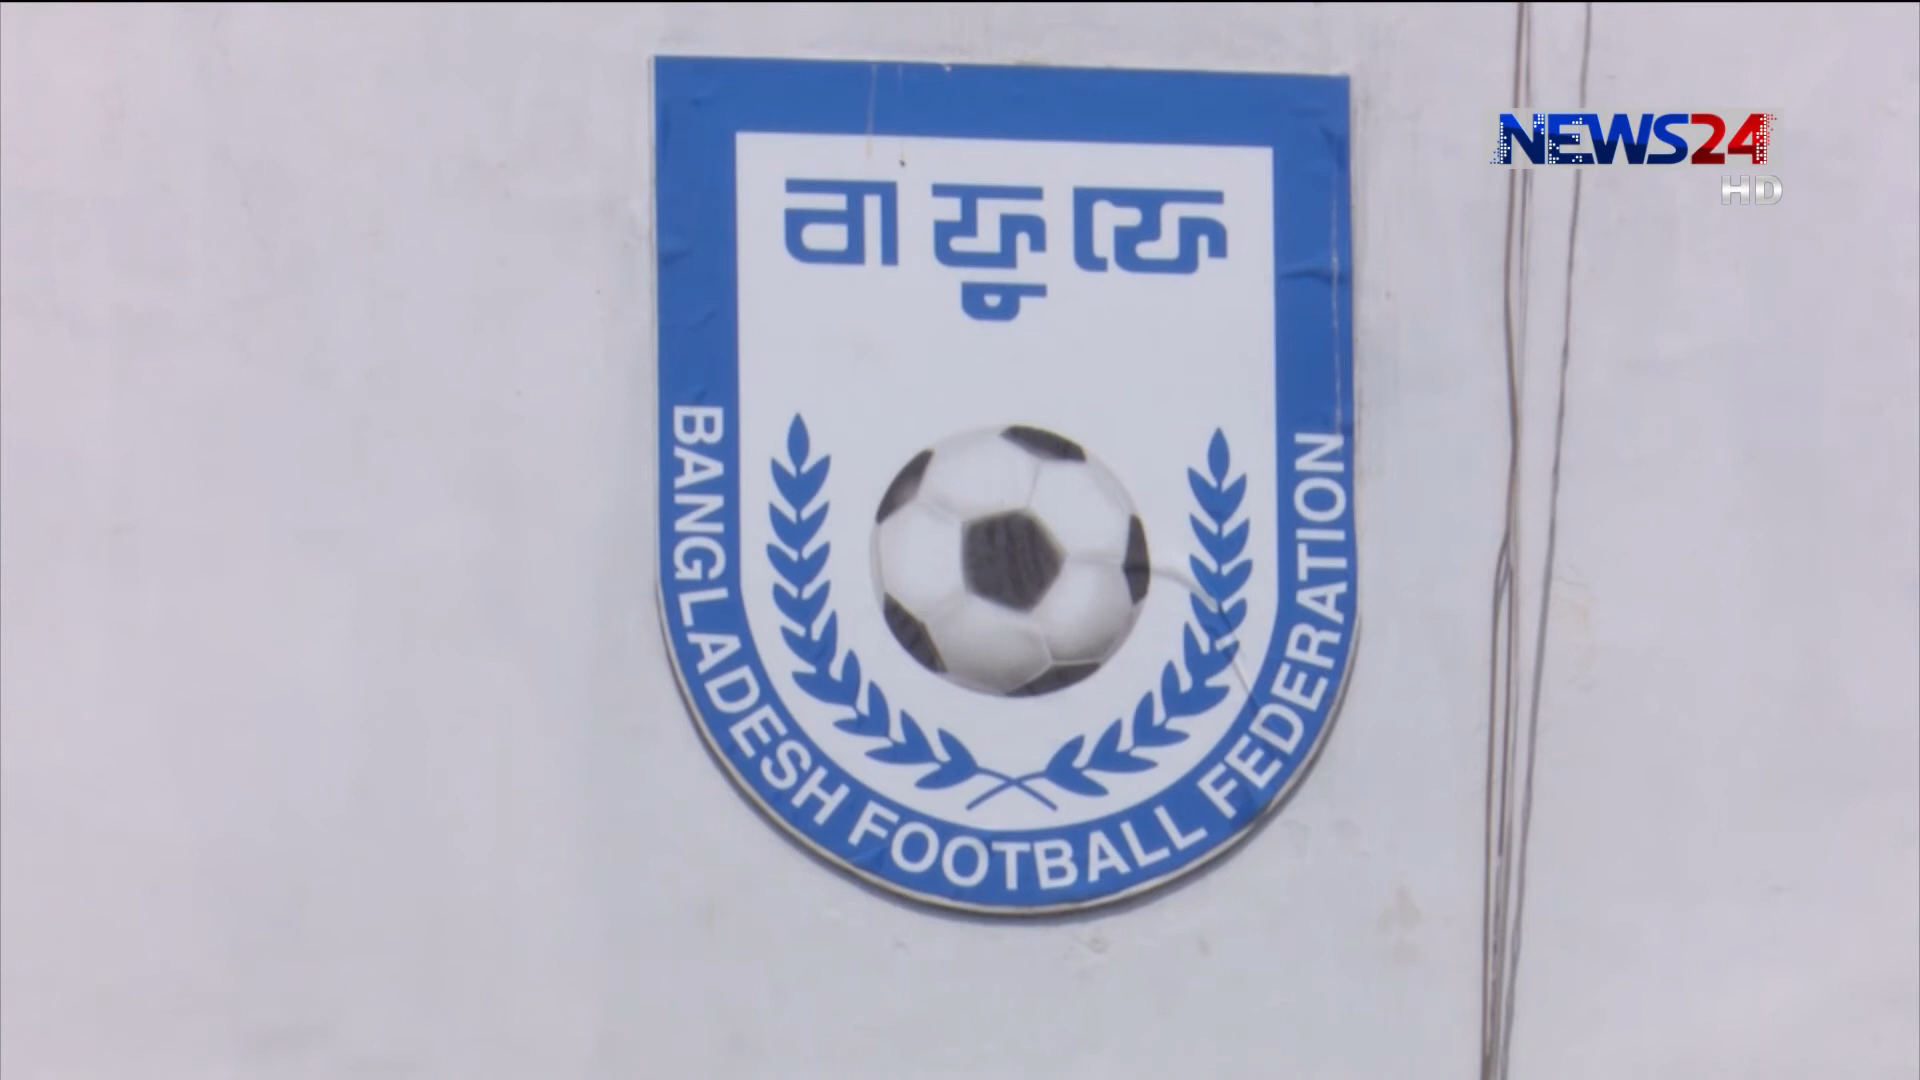 NEWS24
HD
বাফুফে
BANGLADESH FOOTBALL FEDERATION